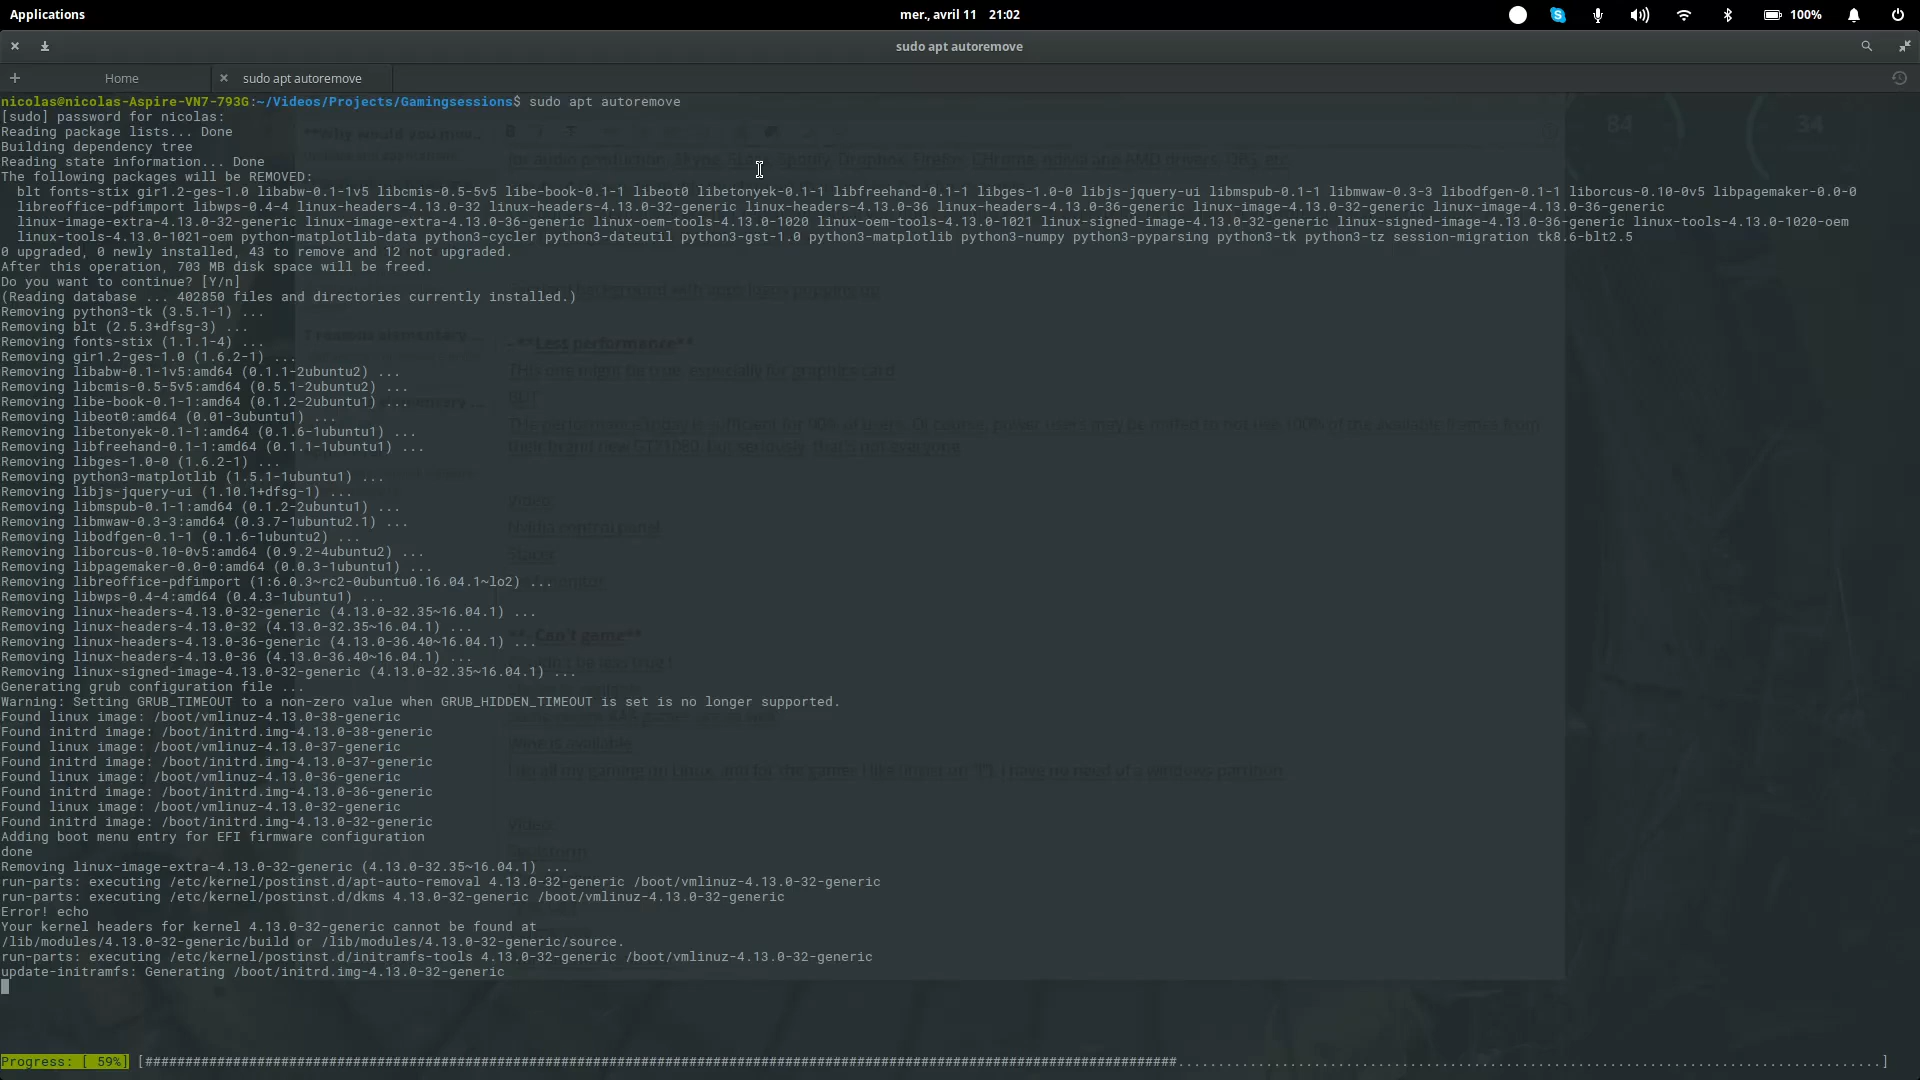 Applications
mer., avril 11 21:02
100%
sudo apt autoremove
Home
sudo apt autoremove
nicolas@nicolas-Aspire-VN7-793G:~/Videos/Projects/Gamingsessions$ sudo apt autoremove
[sudo] password for nicolas:
Reading package lists... Done
Building dependency tree
Reading state information... Done
The following packages will be REMOVED:
blt fonts-stix gir1.2-ges-1.0 libabw-0.1-1v5 libcmis-0.5-5v5 libe-book-0.1-1 libeot0 libetonyek-0.1-1 libfreehand-0.1-1 libges-1.0-0 libjs-jquery-ui libmspub-0.1-1 libmwaw-0.3-3 libodfgen-0.1-1 liborcus-0.10-0v5 libpagemaker-0.0-0
libreoffice-pdfimport libwps-0.4-4 linux-headers-4.13.0-32 linux-headers-4.13.0-32-generic linux-headers-4.13.0-36 linux-headers-4.13.0-36-generic linux-image-4.13.0-32-generic linux-image-4.13.0-36-generic
linux-image-extra-4.13.0-32-generic linux-image-extra-4.13.0-36-generic linux-oem-tools-4.13.0-1020 linux-oem-tools-4.13.0-1021 linux-signed-image-4.13.0-32-generic linux-signed-image-4.13.0-36-generic linux-tools-4.13.0-1020-oem
linux-tools-4.13.0-1021-oem python-matplotlib-data python3-cycler python3-dateutil python3-gst-1.0 python3-matplotlib python3-numpy python3-pyparsing python3-tk python3-tz session-migration tk8.6-blt2.5
0 upgraded, 0 newly installed, 43 to remove and 12 not upgraded.
After this operation, 703 MB disk space will be freed.
Do you want to continue? [Y/n]
(Reading database ... 402850 files and directories currently installed.)
Removing python3-tk (3.5.1-1) ...
Removing blt (2.5.3+dfsg-3) ...
Removing fonts-stix (1.1.1-4) ...
Removing gir1.2-ges-1.0 (1.6.2-1) ...
Removing libabw-0.1-1v5:amd64 (0.1.1-2ubuntu2) ...
Removing libcmis-0.5-5v5:amd64 (0.5.1-2ubuntu2) ...
Removing libe-book-0.1-1:amd64 (0.1.2-2ubuntu1) ...
Removing libeot0:amd64 (0.01-3ubuntu1) ...
Removing libetonyek-0.1-1:amd64 (0.1.6-1ubuntu1) ...
Removing libfreehand-0.1-1:amd64 (0.1.1-1ubuntu1) ...
Removing libges-1.0-0 (1.6.2-1) ...
Removing python3-matplotlib (1.5.1-1ubuntu1) ...
Removing libjs-jquery-ui (1.10.1+dfsg-1) ...
Removing libmspub-0.1-1:amd64 (0.1.2-2ubuntu1) ...
Removing libmwaw-0.3-3:amd64 (0.3.7-1ubuntu2.1) ...
Removing libodfgen-0.1-1 (0.1.6-1ubuntu2) ...
Removing liborcus-0.10-0v5:amd64 (0.9.2-4ubuntu2) ...
Removing libpagemaker-0.0-0:amd64 (0.0.3-1ubuntu1) ...
Removing libreoffice-pdfimport (1:6.0.3~rc2-0ubuntu0.16.04.1~lo2) ...
Removing libwps-0.4-4:amd64 (0.4.3-1ubuntu1) ...
Removing linux-headers-4.13.0-32-generic (4.13.0-32.35~16.04.1) ...
Removing linux-headers-4.13.0-32 (4.13.0-32.35~16.04.1) ...
Removing linux-headers-4.13.0-36-generic (4.13.0-36.40~16.04.1) ...
Removing linux-headers-4.13.0-36 (4.13.0-36.40~16.04.1) ...
Removing linux-signed-image-4.13.0-32-generic (4.13.0-32.35~16.04.1) ...
Generating grub configuration file ...
Warning: Setting GRUB_TIMEOUT to a non-zero value when GRUB_HIDDEN_TIMEOUT is set is no longer supported.
Found linux image: /boot/vmlinuz-4.13.0-38-generic
Found initrd image: /boot/initrd.img-4.13.0-38-generic
Found linux image: /boot/vmlinuz-4.13.0-37-generic
Found initrd image: /boot/initrd.img-4.13.0-37-generic
Found linux image: /boot/vmlinuz-4.13.0-36-generic
Found initrd image: /boot/initrd.img-4.13.0-36-generic
Found linux image: /boot/vmlinuz-4.13.0-32-generic
Found initrd image: /boot/initrd.img-4.13.0-32-generic
Adding boot menu entry for EFI firmware configuration
done
Removing linux-image-extra-4.13.0-32-generic (4.13.0-32.35~16.04.1) ...
run-parts: executing /etc/kernel/postinst.d/apt-auto-removal 4.13.0-32-generic /boot/vmlinuz-4.13.0-32-generic
run-parts: executing /etc/kernel/postinst.d/dkms 4.13.0-32-generic /boot/vmlinuz-4.13.0-32-generic
Error! echo
Your kernel headers for kernel 4.13.0-32-generic cannot be found at
/lib/modules/4.13.0-32-generic/build or /lib/modules/4.13.0-32-generic/source.
run-parts: executing /etc/kernel/postinst.d/initramfs-tools 4.13.0-32-generic /boot/vmlinuz-4.13.0-32-generic
update-initramfs: Generating /boot/initrd.img-4.13.0-32-generic
Progress: [ 59%]